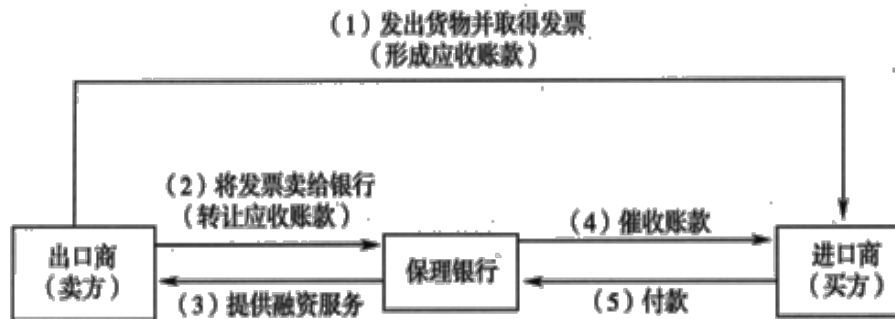 （1）发出货物并取得发票
（形成应收账款）
（2）将发票卖给银行
（转让应收账款）
（4）催收账款
出口商
（卖方）
保理银行
进口商
（买方）
（3）提供融资服务
（5）付款